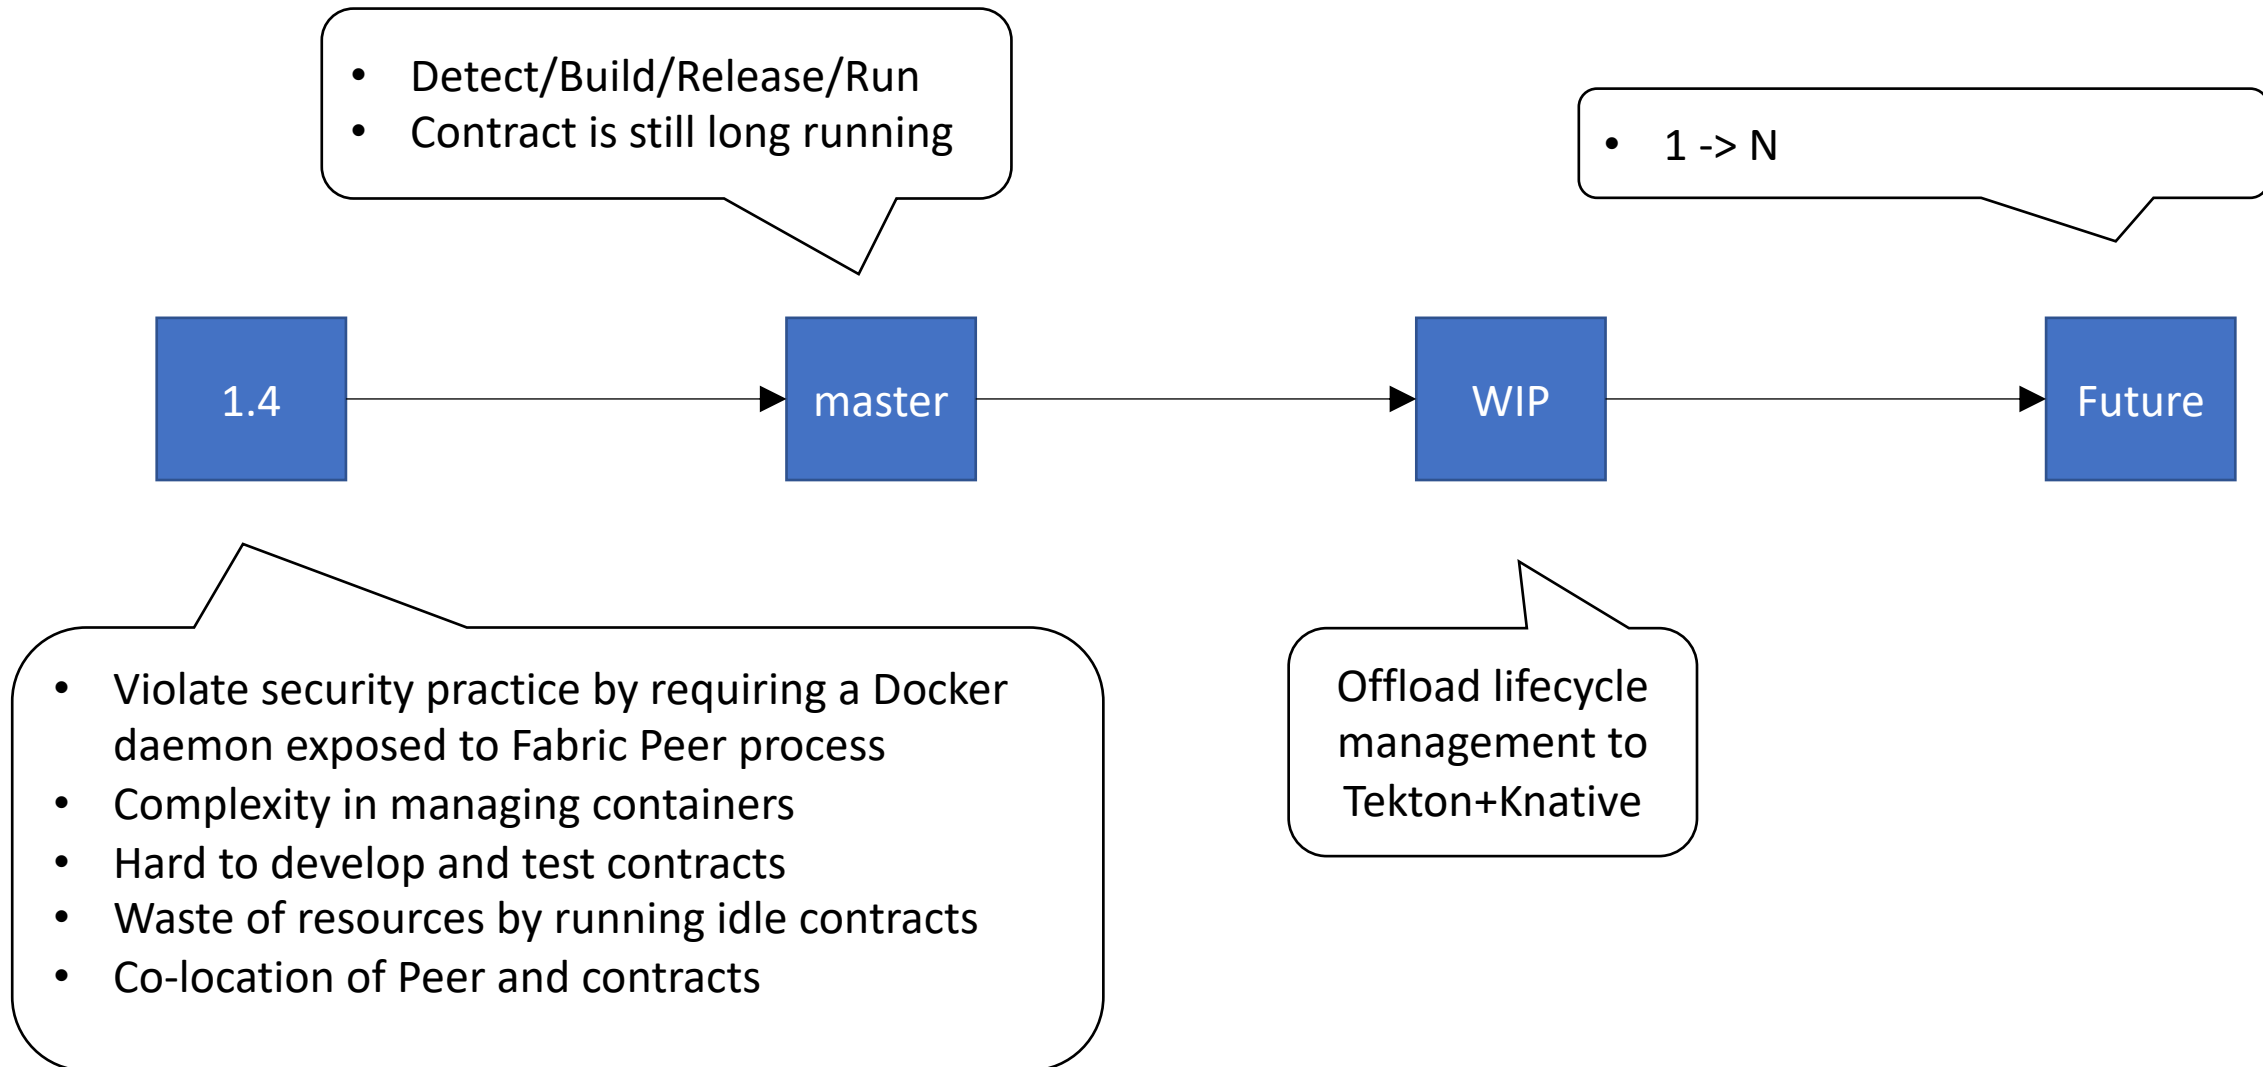 • Detect/Build/Release/Run
• Contract is still long running
• 1 -> N
1.4
master
WIP
Future
• Violate security practice by requiring a Docker
daemon exposed to Fabric Peer process
• Complexity in managing containers
• Hard to develop and test contracts
• Waste of resources by running idle contracts
• Co-location of Peer and contracts
Offload lifecycle
management to
Tekton+Knative